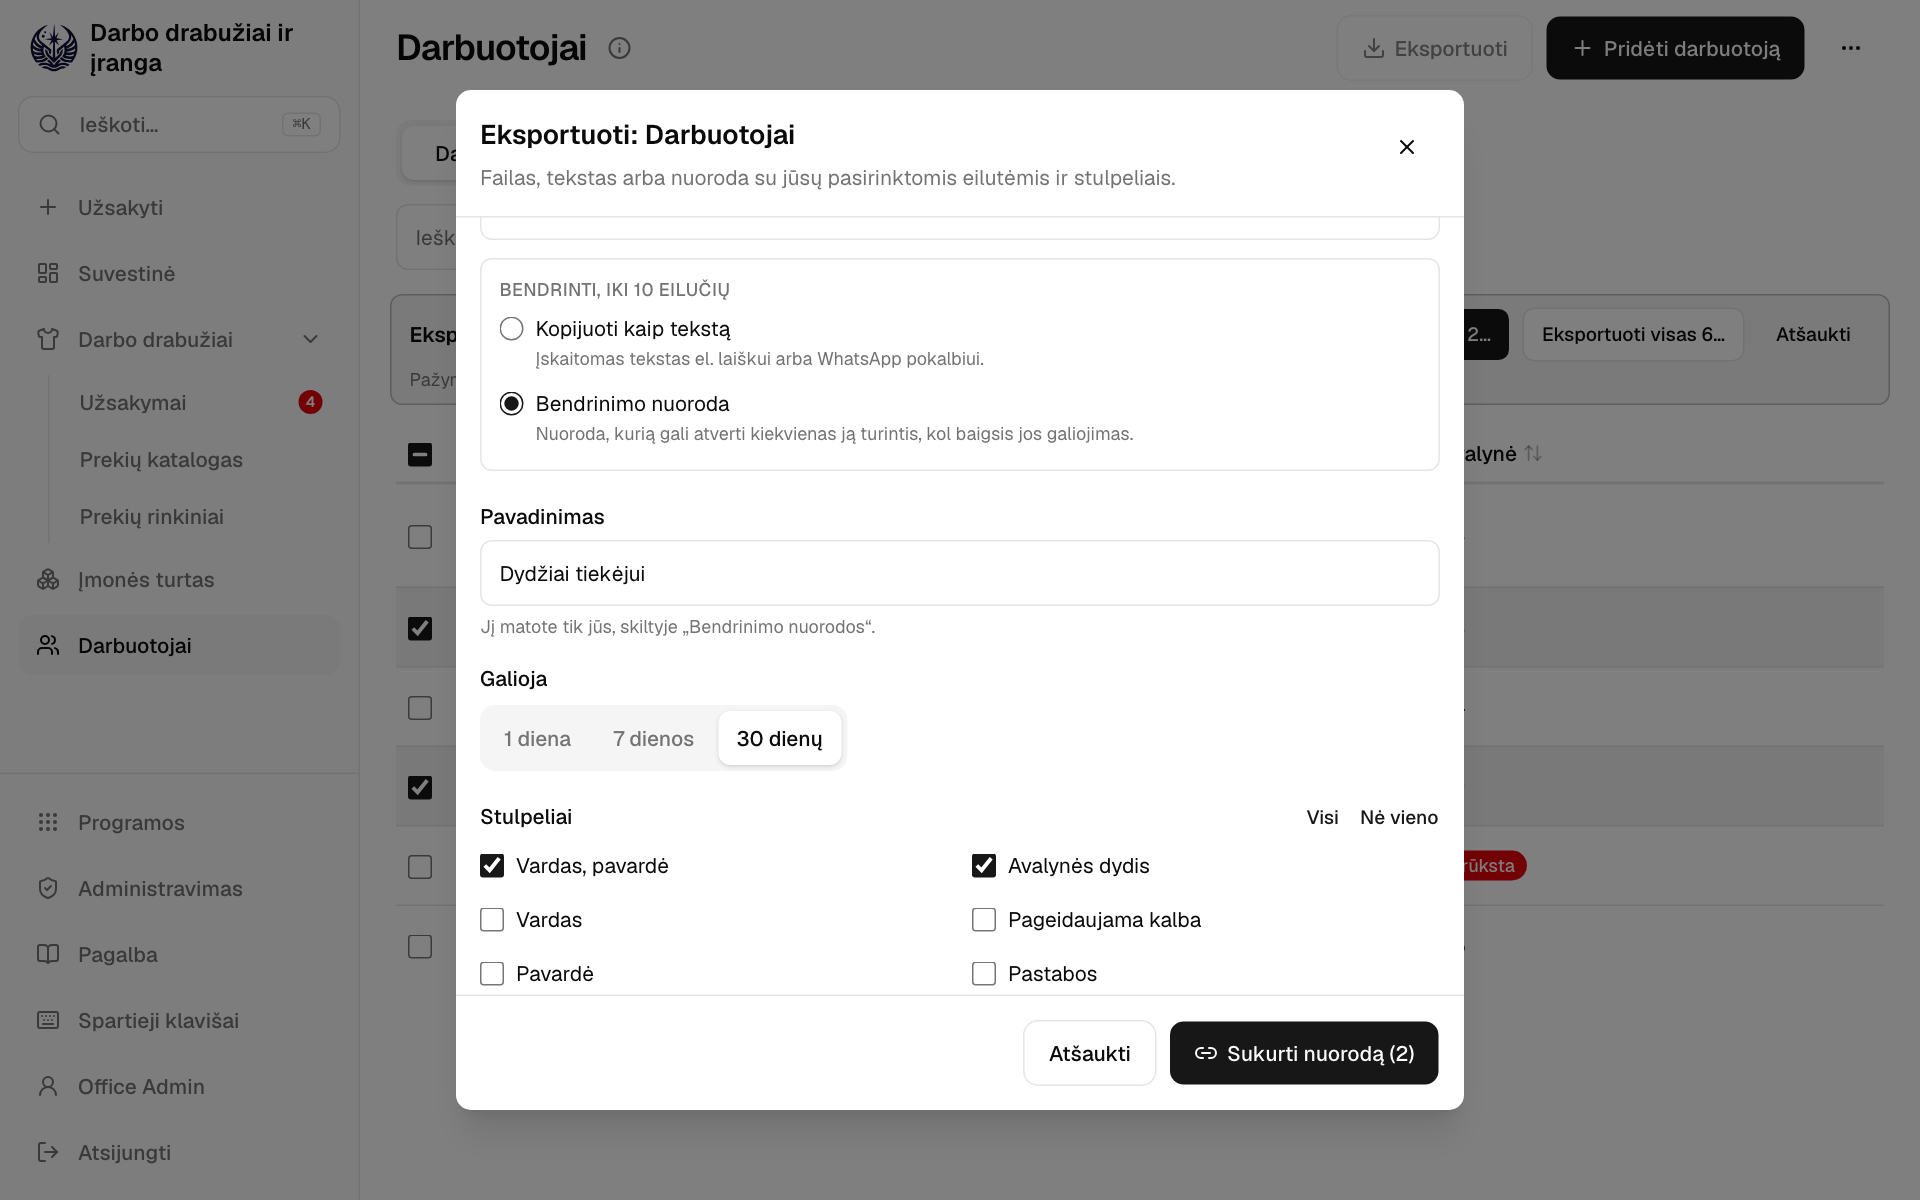 Darbo drabužiai ir
įranga
Ieškoti...
⌘K
Užsakyti
Suvestinė
Darbo drabužiai
Užsakymai
4
Prekių katalogas
Prekių rinkiniai
Įmonės turtas
Darbuotojai
Programos
Administravimas
Pagalba
Spartieji klavišai
Office Admin
Atsijungti
Darbuotojai
Eksportuoti
Pridėti darbuotoją
Eksportuoti visas 6...
Atšaukti
Eksportuoti: Darbuotojai
Failas, tekstas arba nuoroda su jūsų pasirinktomis eilutėmis ir stulpeliais.
BENDRINTI, IKI 10 EILUČIŲ
Kopijuoti kaip tekstą
Įskaitomas tekstas el. laiškui arba WhatsApp pokalbiui.
Bendrinimo nuoroda
Nuoroda, kurią gali atverti kiekvienas ją turintis, kol baigsis jos galiojimas.
Pavadinimas
Dydžiai tiekėjui
Jį matote tik jūs, skiltyje „Bendrinimo nuorodos“.
Galioja
1 diena 7 dienos 30 dienų
Stulpeliai
Visi Nė vieno
Vardas, pavardė
Avalynės dydis
Vardas
Pageidaujama kalba
Pavardė
Pastabos
Atšaukti
Sukurti nuorodą (2)